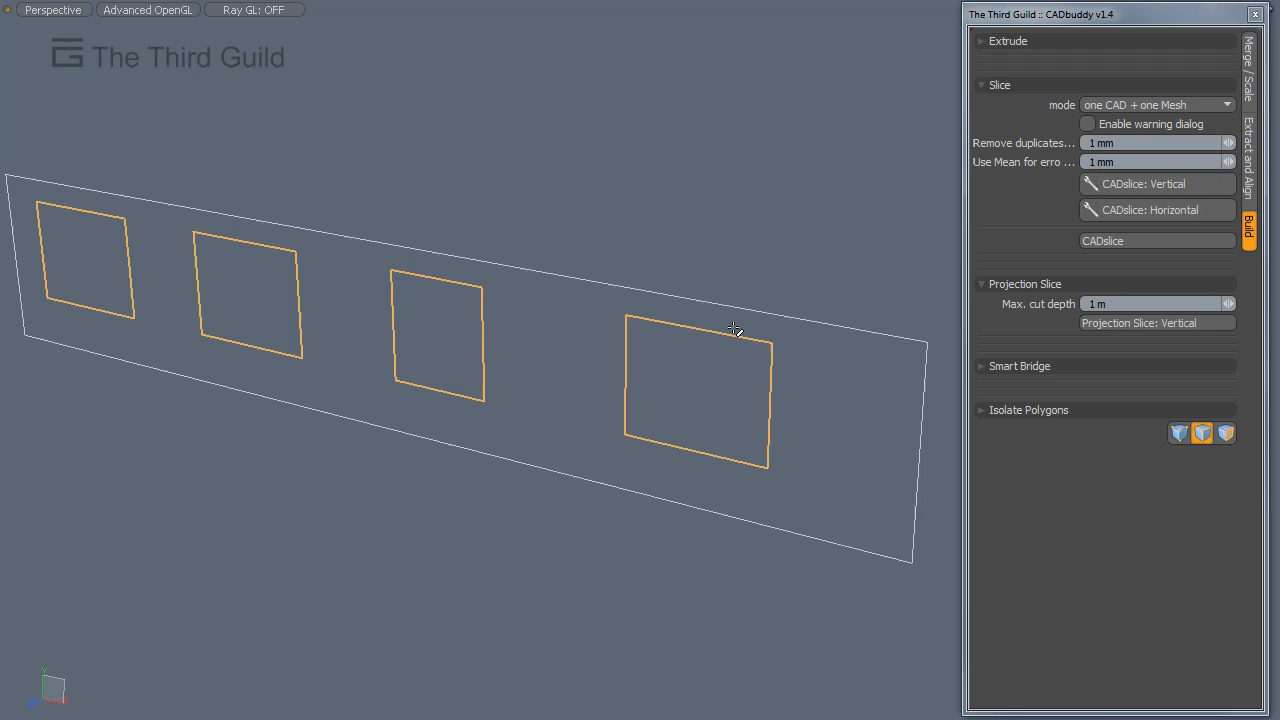 Perspective
Advanced OpenGL
Ray GL: OFF
The Third Guild
The Third Guild :: CADbuddy v1.4
Extrude
Slice
mode
one CAD + one Mesh
Enable warning dialog
Remove duplicates...
1 mm
Use Mean for erro ...
1 mm
CADslice: Vertical
CADslice: Horizontal
CADslice
Projection Slice
Max. cut depth
1 m
Projection Slice: Vertical
Smart Bridge
Isolate Polygons
Merge / Scale
Extract and Align
Build
Y